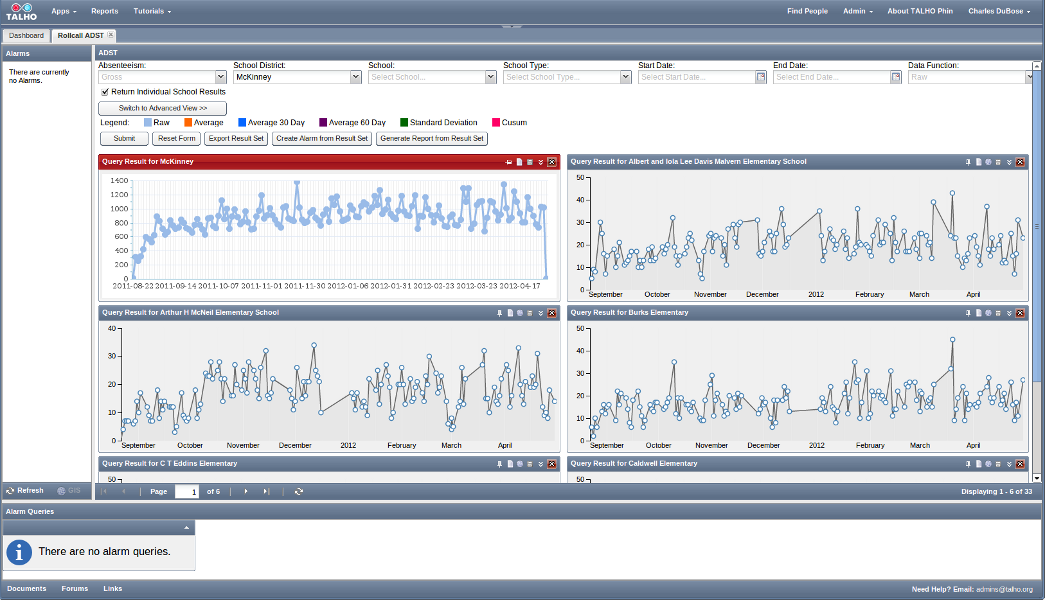 TALHO Apps Reports Tutorials Find People Admin About TALHO Phin Charles DuBose
Dashboard Rollcall ADST
Alarms
There are currently
no Alarms.
ADST
Absenteeism: School District: School: School Type: Start Date: End Date: Data Function:
Gross McKinney Select School... Select School Type... Select Start Date... Select End Date... Raw
Return Individual School Results
Switch to Advanced View >>
Legend: Raw Average Average 30 Day Average 60 Day Standard Deviation Cusum
Submit Reset Form Export Result Set Create Alarm from Result Set Generate Report from Result Set
Query Result for McKinney
1400
1200
1000
800
600
400
200
0
2011-08-22 2011-09-14 2011-10-07 2011-11-01 2011-11-30 2012-01-06 2012-01-31 2012-02-23 2012-03-23 2012-04-17
Query Result for Albert and Iola Lee Davis Malvern Elementary School
50
40
30
20
10
0
September October November December 2012 February March April
Query Result for Arthur H McNeil Elementary School
40
30
20
10
0
September October November December 2012 February March April
Query Result for Burks Elementary
50
40
30
20
10
0
September October November December 2012 February March April
Query Result for C T Eddins Elementary
50
Query Result for Caldwell Elementary
50
Refresh GIS
Page 1 of 6
Displaying 1 - 6 of 33
Alarm Queries
There are no alarm queries.
Documents Forums Links
Need Help? Email: admins@talho.org